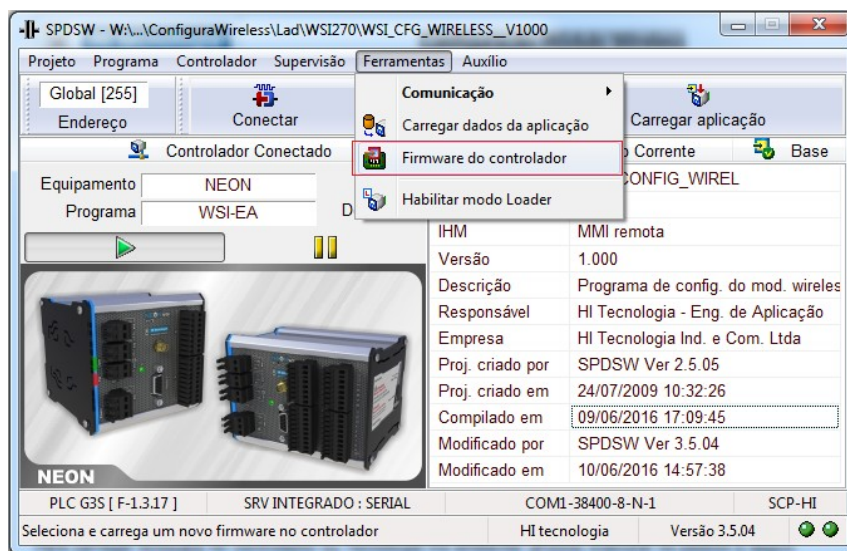 SPDSW - W:\...\ConfiguraWireless\Lad\WSI270\WSI_CFG_WIRELESS__V1000
Projeto Programa Controlador Supervisão Ferramentas Auxílio
Global [255]
Endereço
Conectar
Comunicação
Carregar dados da aplicação
Firmware do controlador
Habilitar modo Loader
Carregar aplicação
Controlador Conectado
Corrente Base
Equipamento NEON
CONFIG_WIREL
Programa WSI-EA D
IHM MMI remota
Versão 1.000
Descrição Programa de config. do mod. wireles
Responsável HI Tecnologia - Eng. de Aplicação
Empresa HI Tecnologia Ind. e Com. Ltda
Proj. criado por SPDSW Ver 2.5.05
Proj. criado em 24/07/2009 10:32:26
Compilado em 09/06/2016 17:09:45
Modificado por SPDSW Ver 3.5.04
Modificado em 10/06/2016 14:57:38
NEON
PLC G3S [ F-1.3.17 ] SRV INTEGRADO : SERIAL COM1-38400-8-N-1 SCP-HI
Seleciona e carrega um novo firmware no controlador HI tecnologia Versão 3.5.04